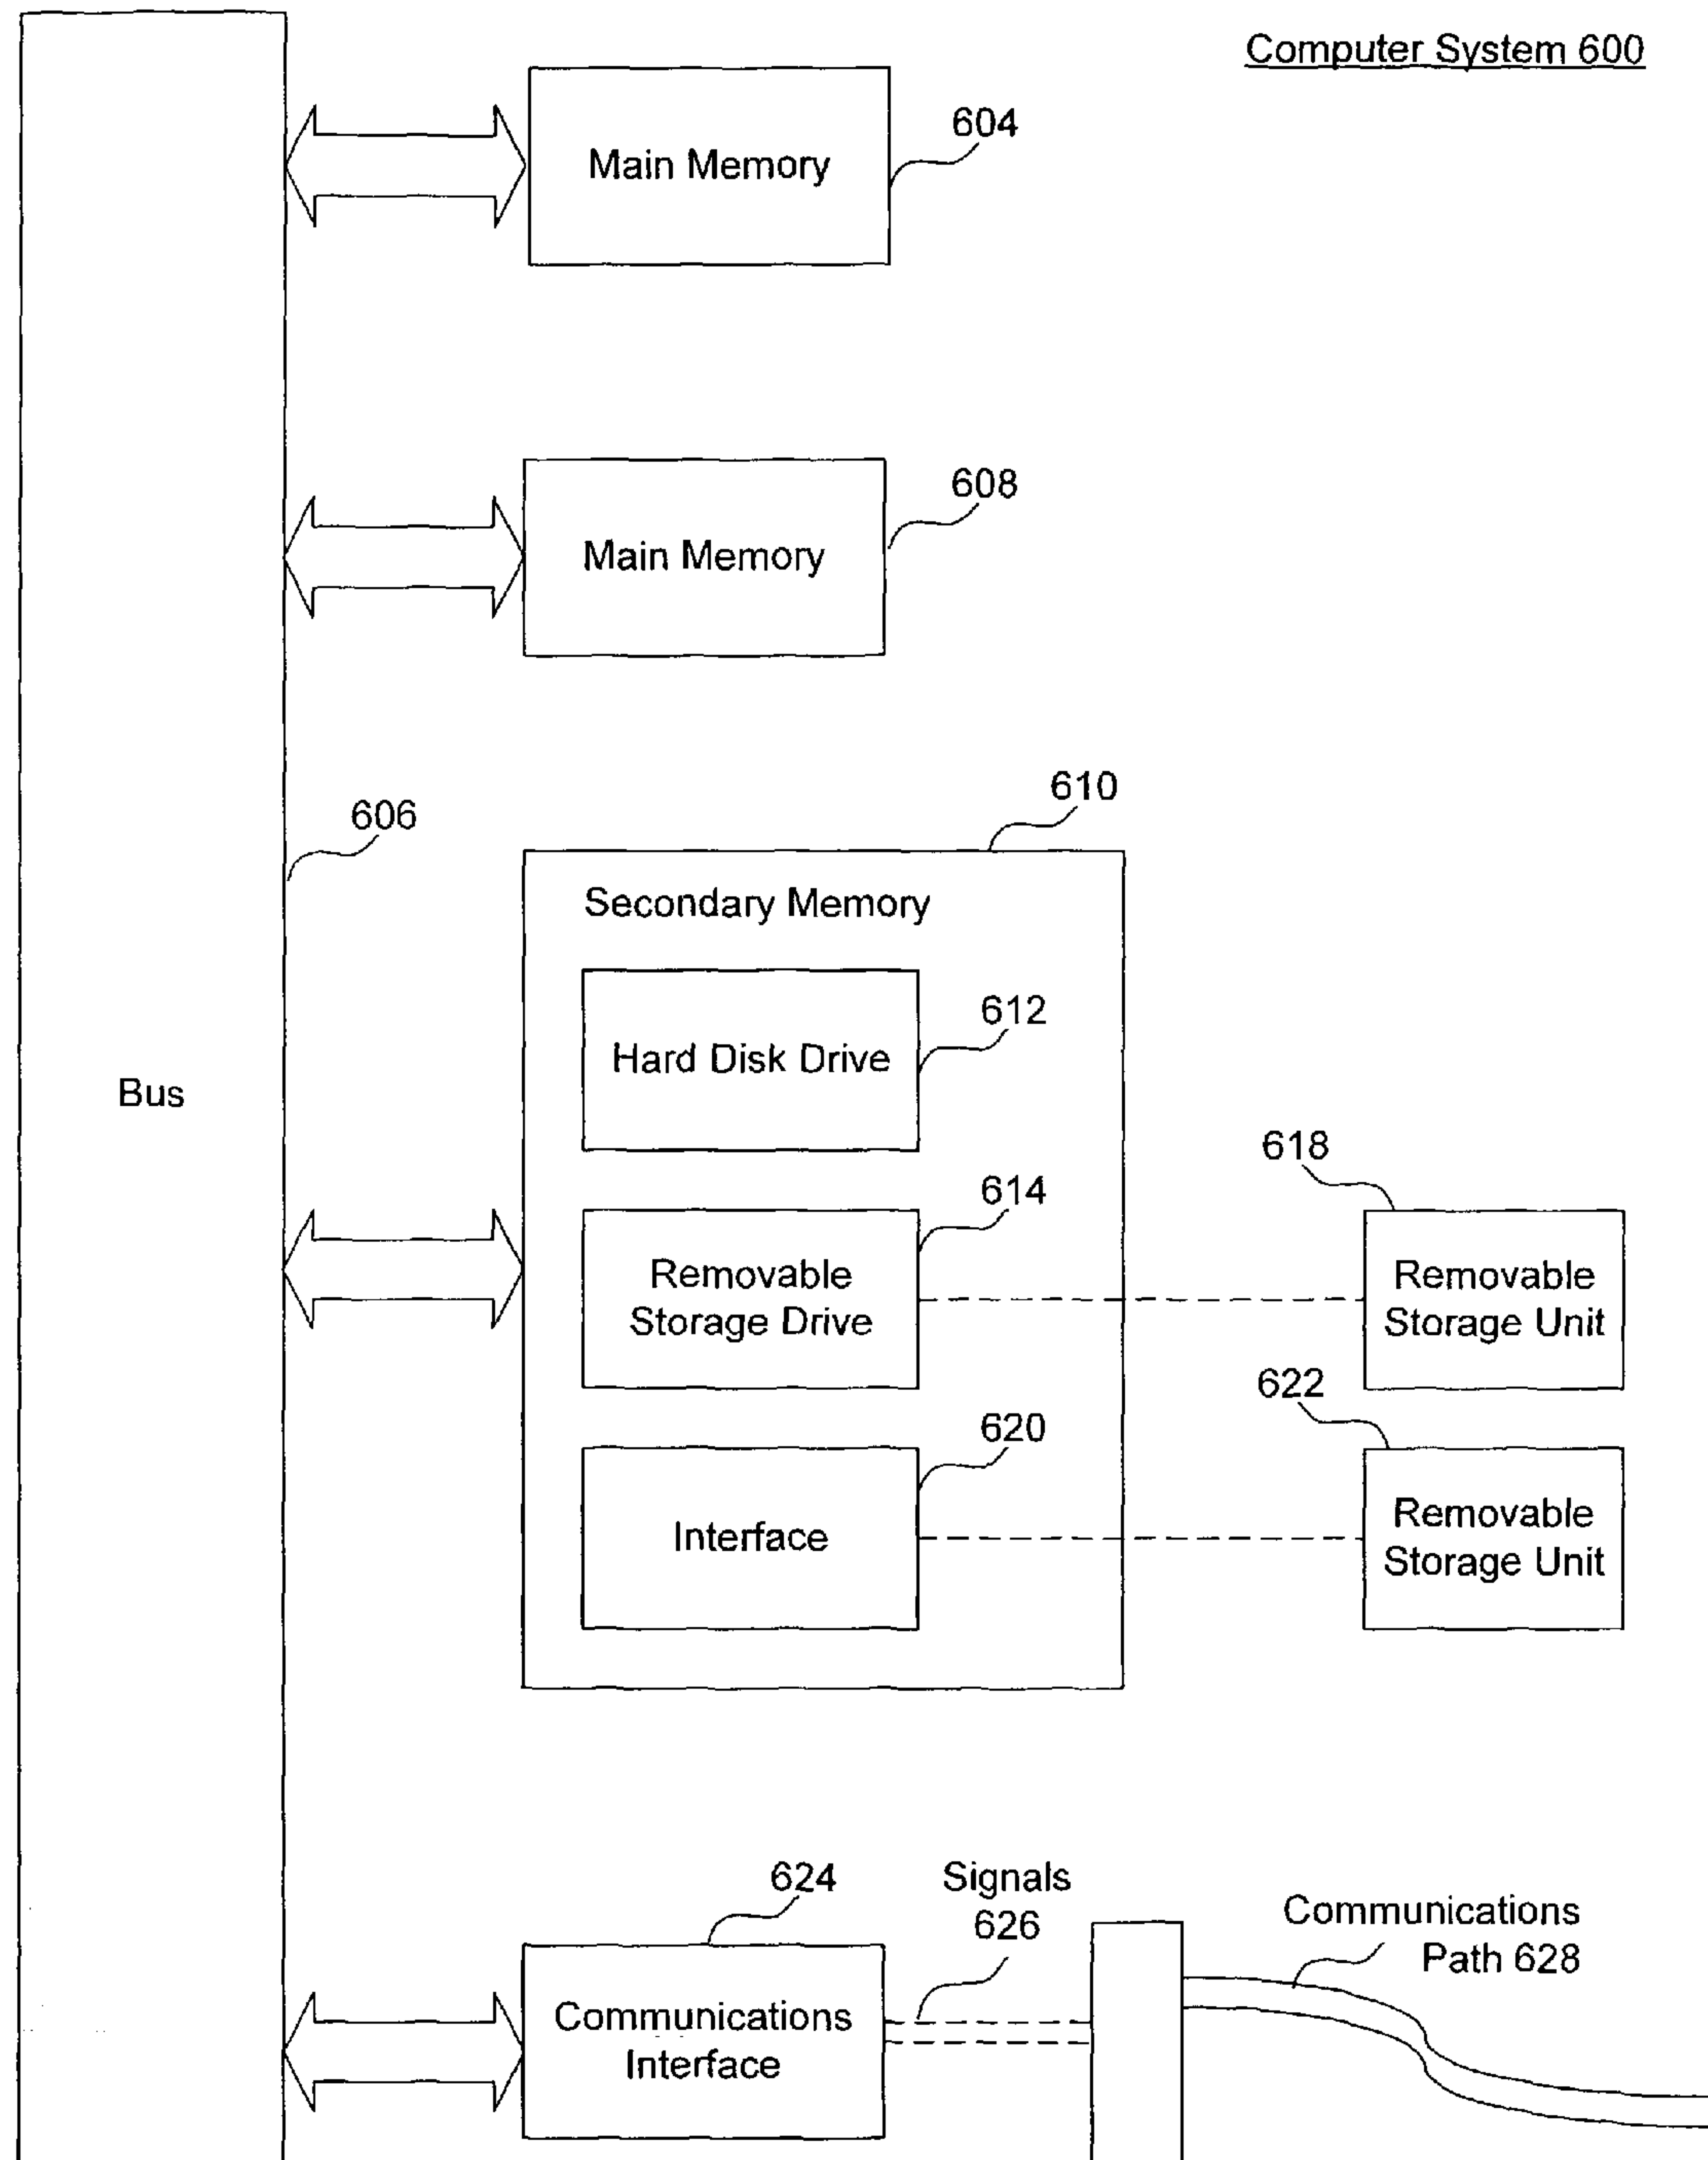 Computer System 600
604
Main Memory
608
Main Memory
606
610
Secondary Memory
612
Hard Disk Drive
Bus
618
614
Removable
Storage Drive
Removable
Storage Unit
622
620
Interface
Removable
Storage Unit
624
Signals
626
Communications
Path 628
Communications
Interface